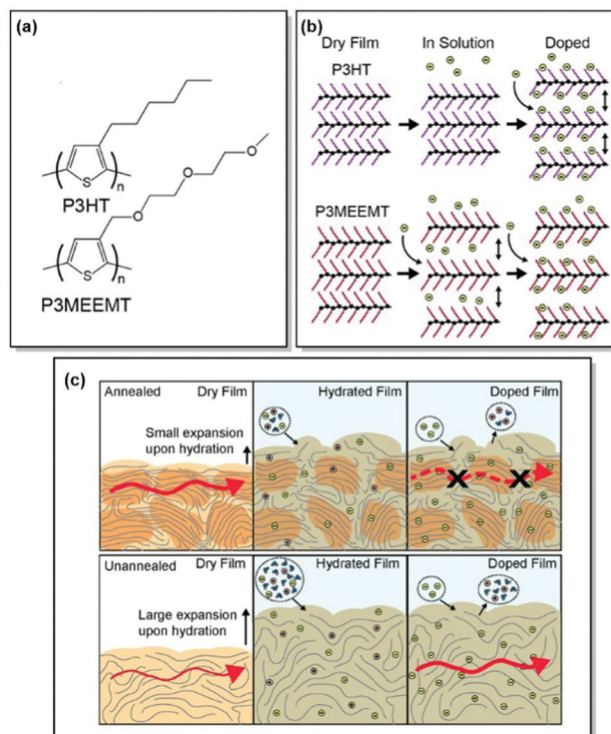 (a)
S
n
P3HT
O
O
O
S
n
P3MEEMT
(b)
Dry Film
In Solution
Doped
P3HT
P3MEEMT
(c)
Annealed
Dry Film
Small expansion
upon hydration
Hydrated Film
Doped Film
X
X
Unannealed
Dry Film
Large expansion
upon hydration
Hydrated Film
Doped Film